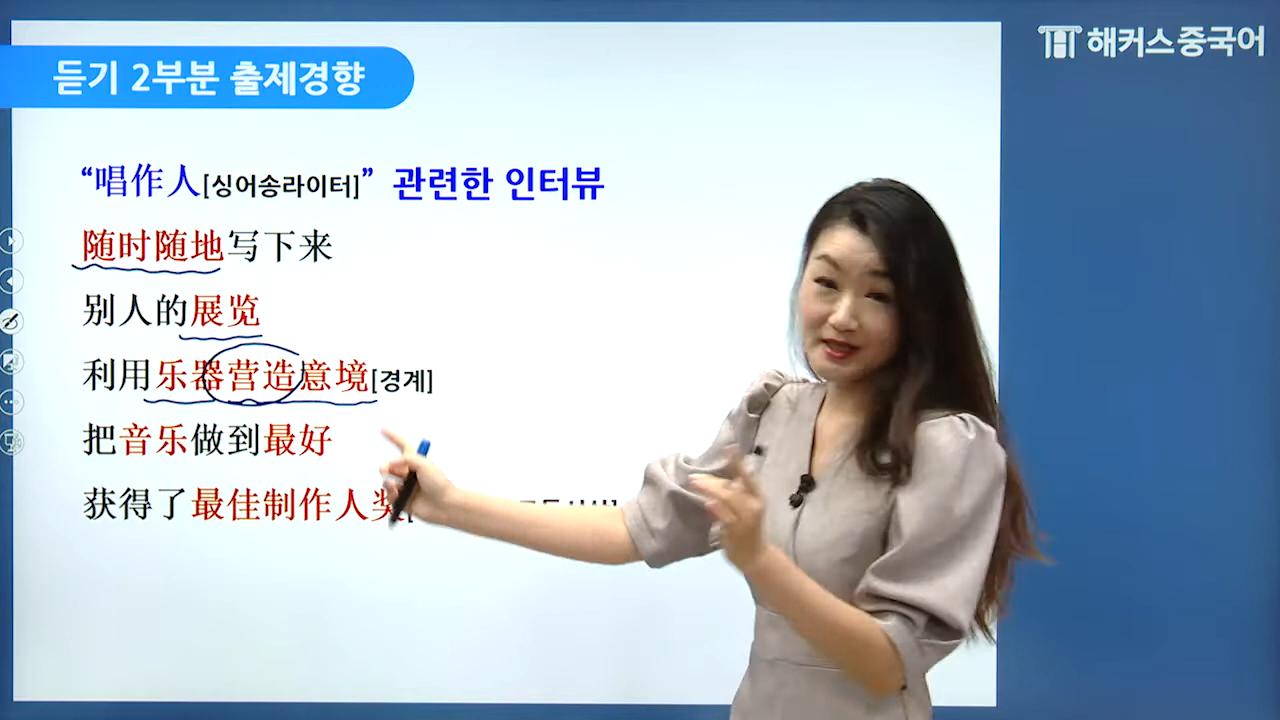 해커스중국어
듣기 2부분 출제경향
“唱作人[싱어송라이터]” 관련한 인터뷰
随时随地写下来
别人的展览
利用乐器营造意境[경계]
把音乐做到最好
获得了最佳制作人奖[